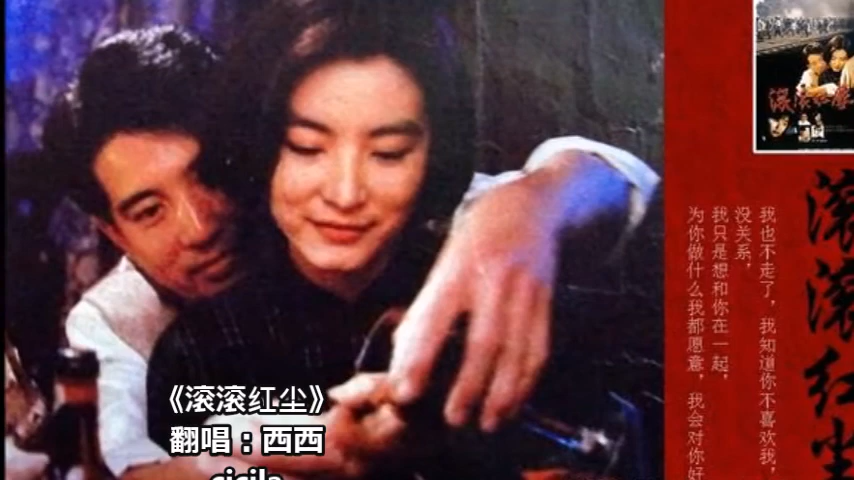 《滚滚红尘》
翻唱：西西
cicila
滚滚红尘
我也不走了，我知道你不喜欢我，
没关系，
我只是想和你在一起，
为你做什么我都愿意，我会对你好
滚滚红尘